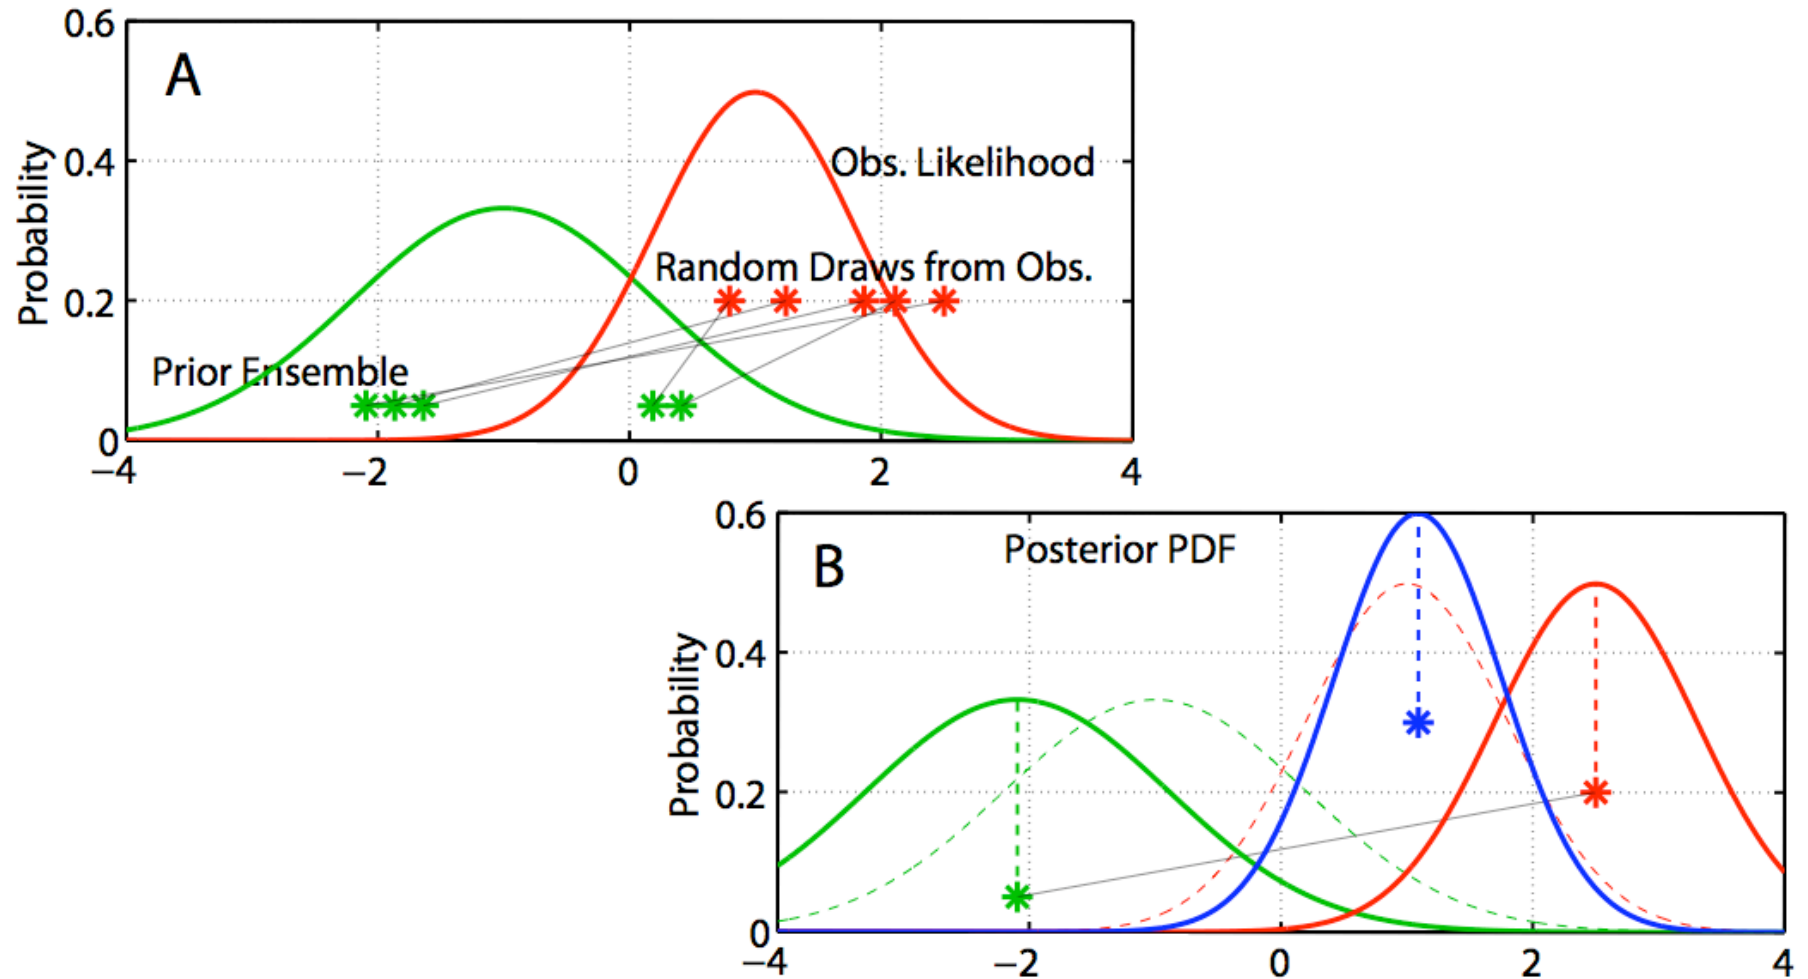 0.6
A
Probability
0.4
Obs. Likelihood
Random Draws from Obs.
0.2
Prior Ensemble
0
−4
−2
0
2
4
0.6
Posterior PDF
B
Probability
0.4
0.2
0
−4
−2
0
2
4